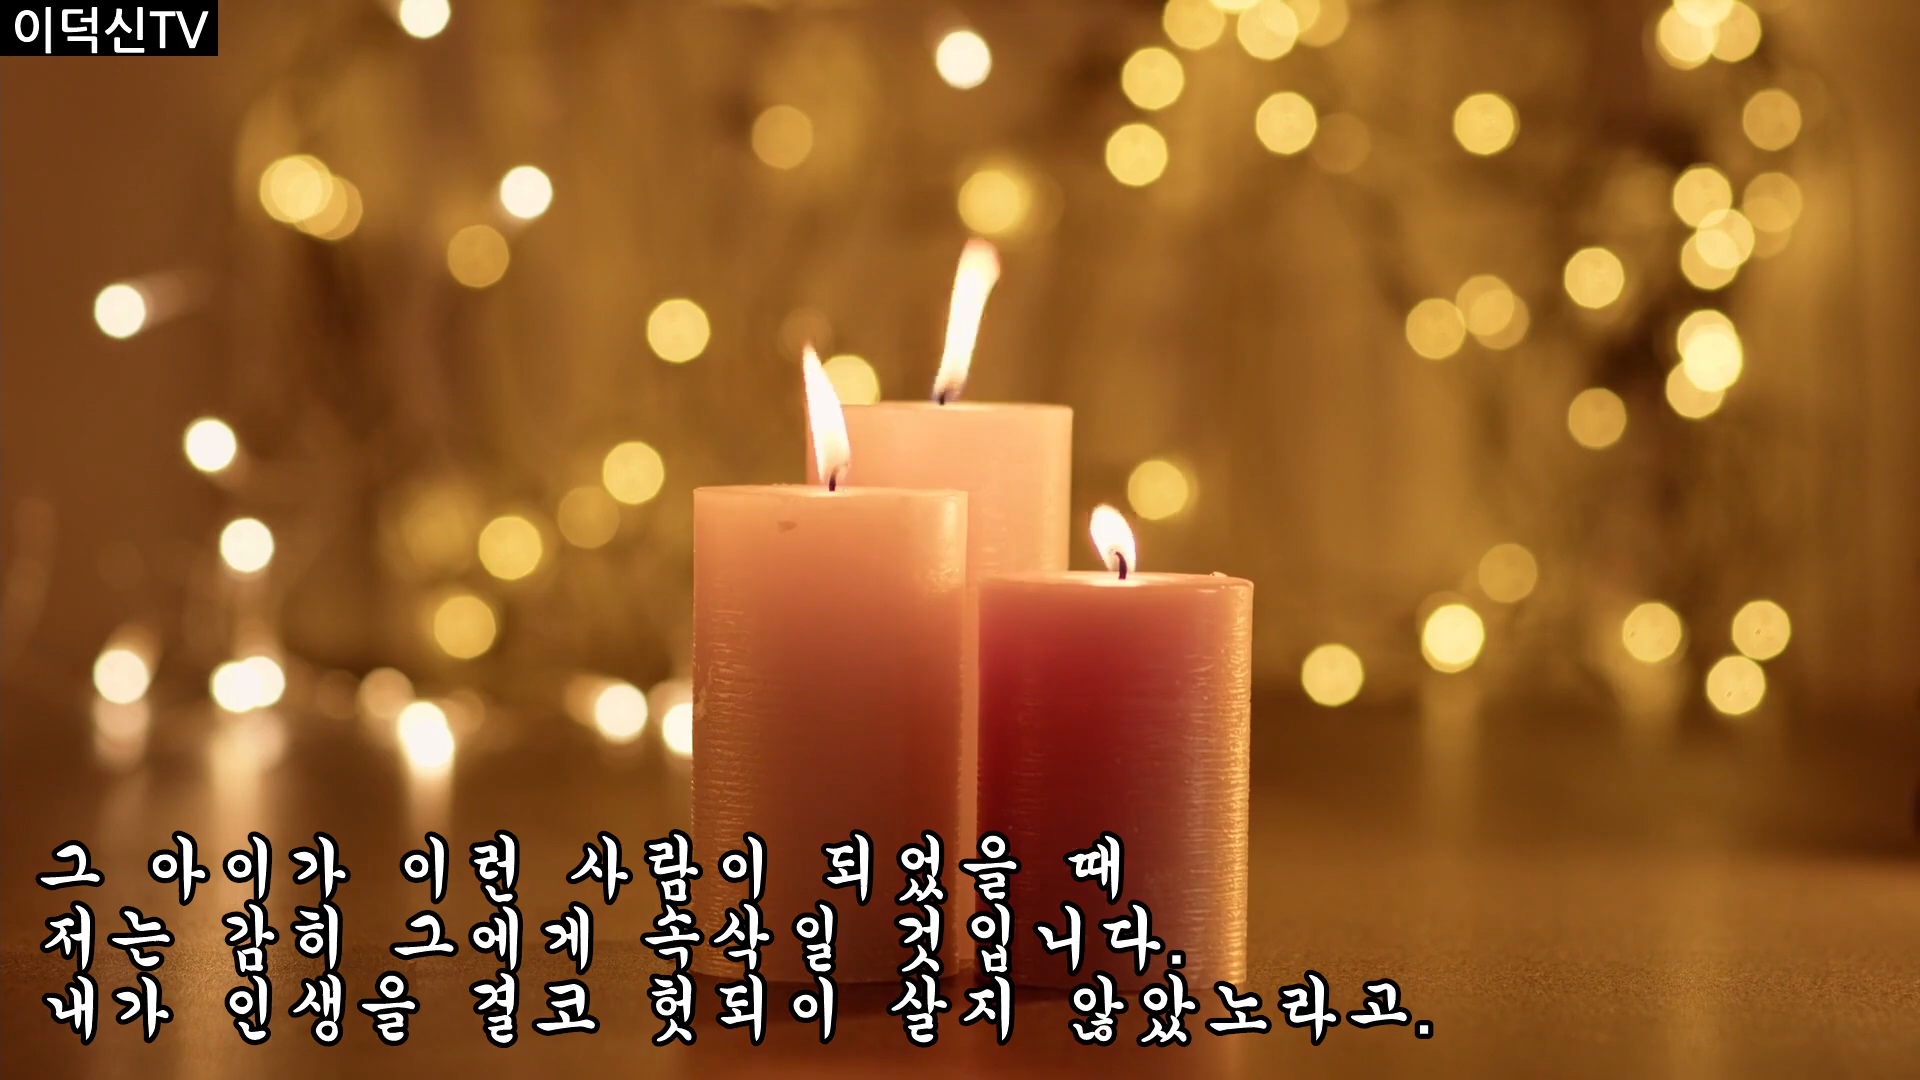 이덕신TV
그 아이가 이런 사람이 되었을 때
저는 감히 그에게 속삭일 것입니다.
내가 인생을 결코 헛되이 살지 않았노라고.